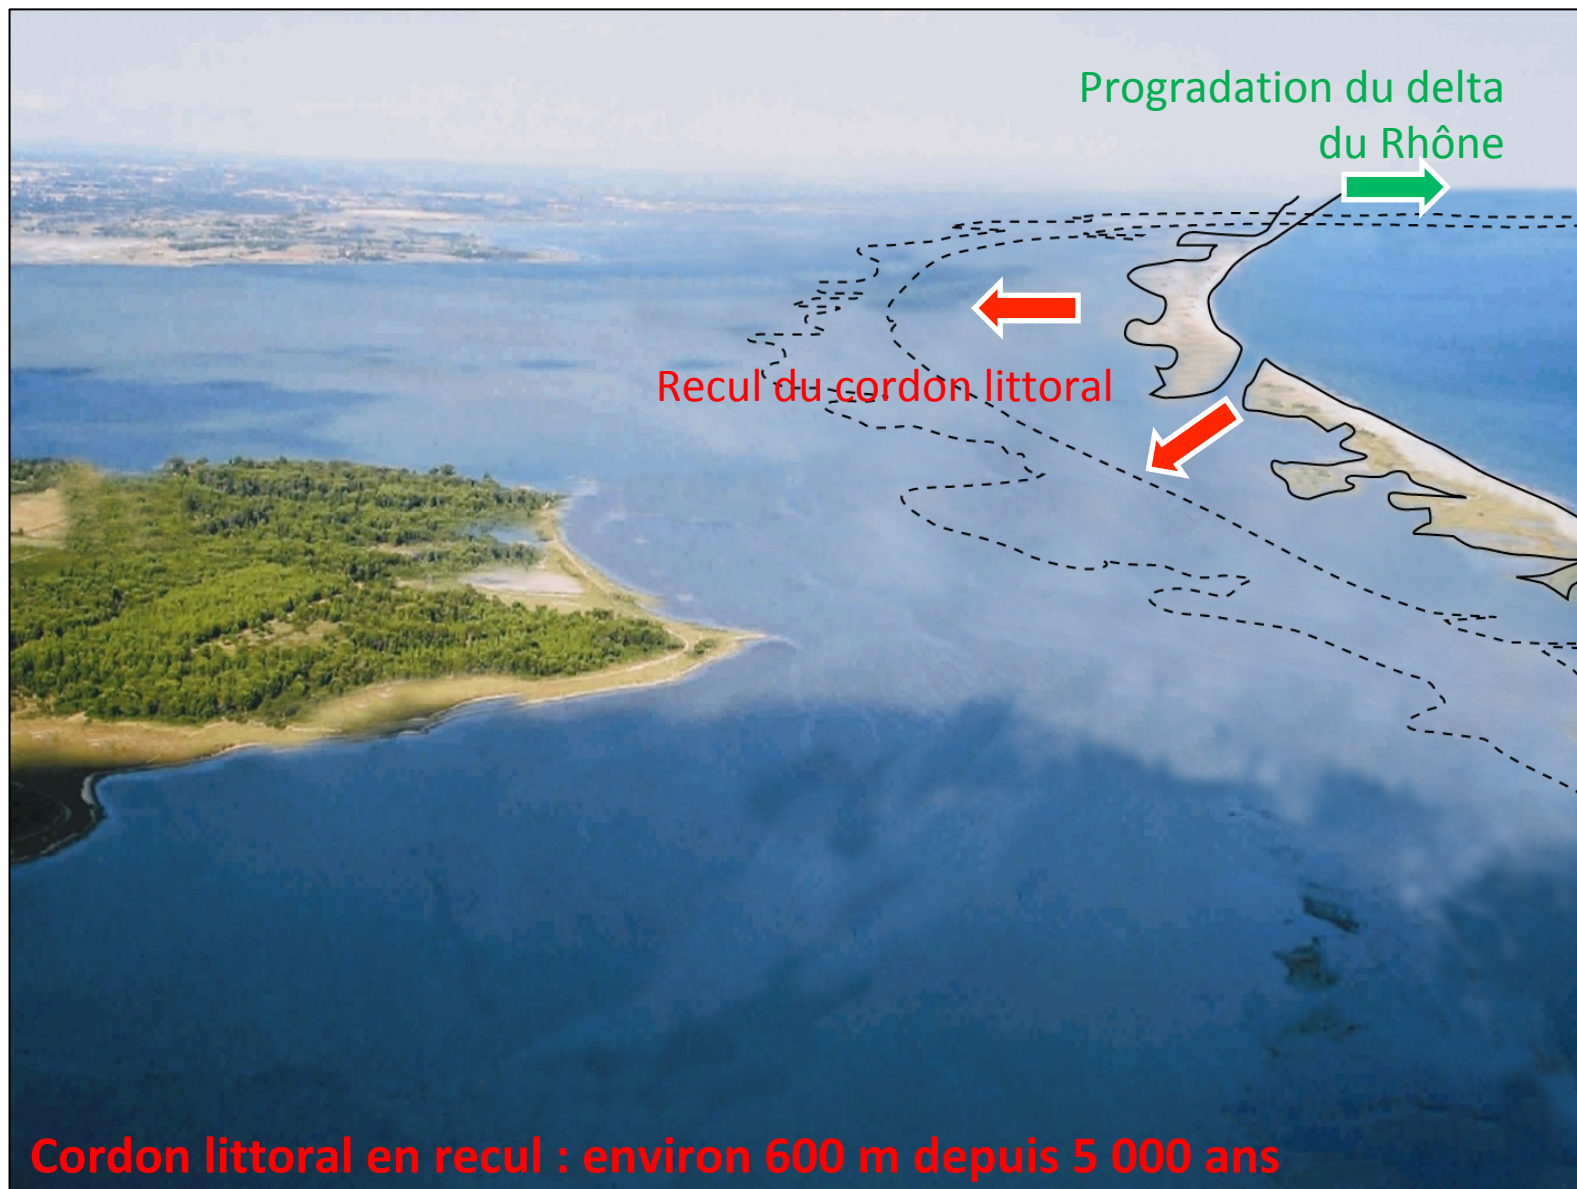 Progradation du delta
du Rhône
Recul du cordon littoral
Cordon littoral en recul : environ 600 m depuis 5 000 ans